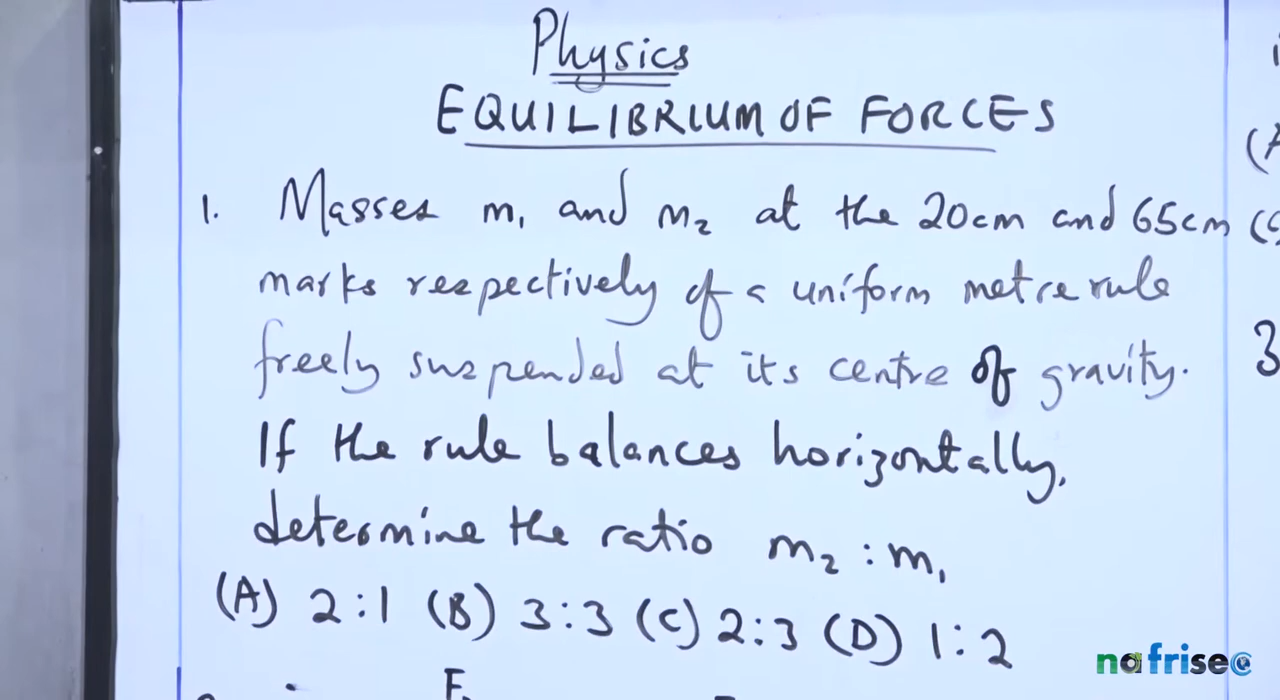 Physics
EQUILIBRIUM OF FORCES
1. Masses m₁ and m₂ at the 20cm and 65cm
marks respectively of a uniform metre rule
freely suspended at its centre of gravity.
If the rule balances horizontally,
determine the ratio m₂ : m₁
(A) 2:1 (B) 3:3 (C) 2:3 (D) 1:2
F
3
nafrisec